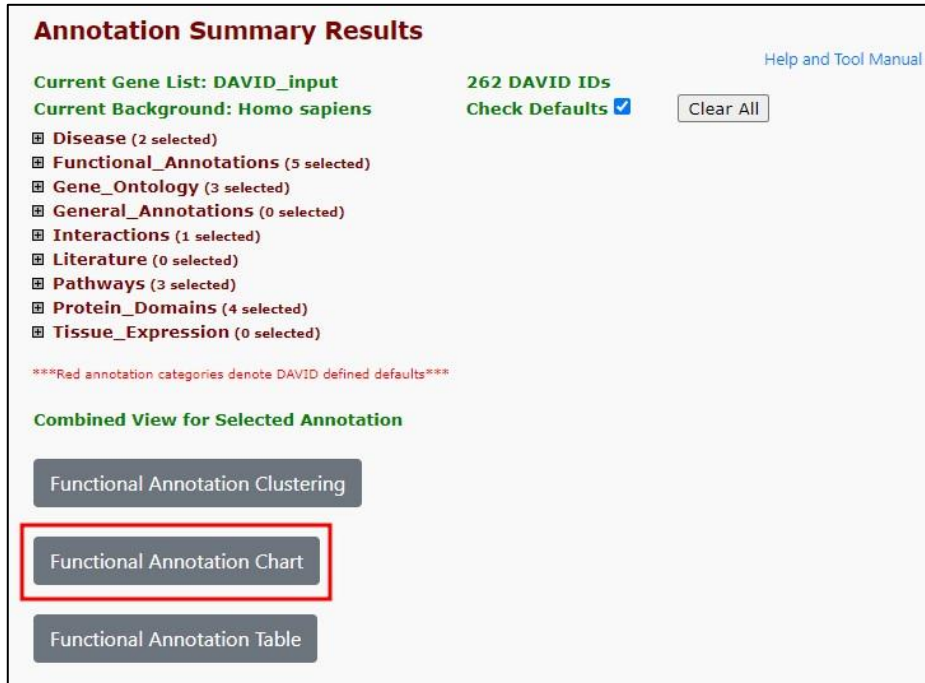 Annotation Summary Results
Help and Tool Manual
Current Gene List: DAVID_input 262 DAVID IDs
Current Background: Homo sapiens Check Defaults Clear All
Disease (2 selected)
Functional_Annotations (5 selected)
Gene_Ontology (3 selected)
General_Annotations (0 selected)
Interactions (1 selected)
Literature (0 selected)
Pathways (3 selected)
Protein_Domains (4 selected)
Tissue_Expression (0 selected)
***Red annotation categories denote DAVID defined defaults***
Combined View for Selected Annotation
Functional Annotation Clustering
Functional Annotation Chart
Functional Annotation Table